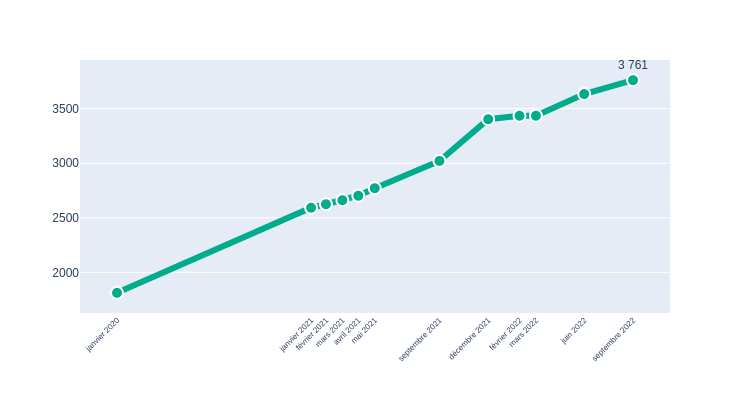 3 761
3500
3000
2500
2000
janvier 2020
janvier 2021
février 2021
mars 2021
avril 2021
mai 2021
septembre 2021
décembre 2021
février 2022
mars 2022
juin 2022
septembre 2022